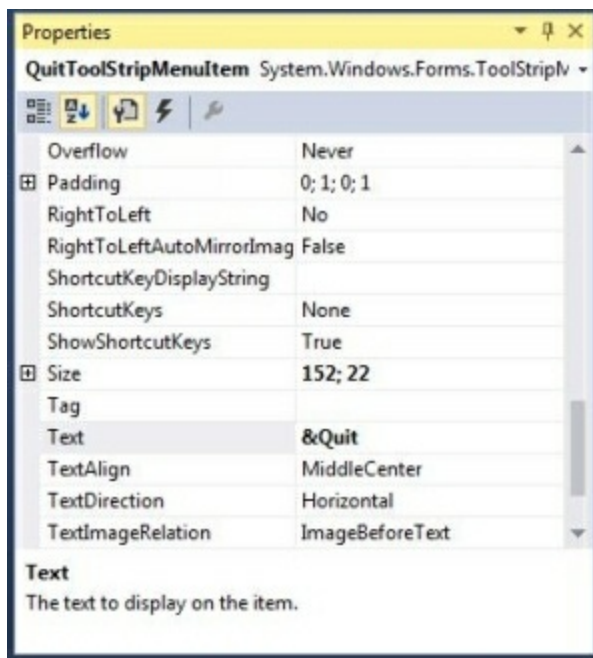 Properties
QuitToolStripMenuItem System.Windows.Forms.ToolStripM
Overflow Never
Padding 0; 1; 0; 1
RightToLeft No
RightToLeftAutoMirrorImag False
ShortcutKeyDisplayString
ShortcutKeys None
ShowShortcutKeys True
Size 152; 22
Tag
Text &Quit
TextAlign MiddleCenter
TextDirection Horizontal
TextImageRelation ImageBeforeText
Text
The text to display on the item.